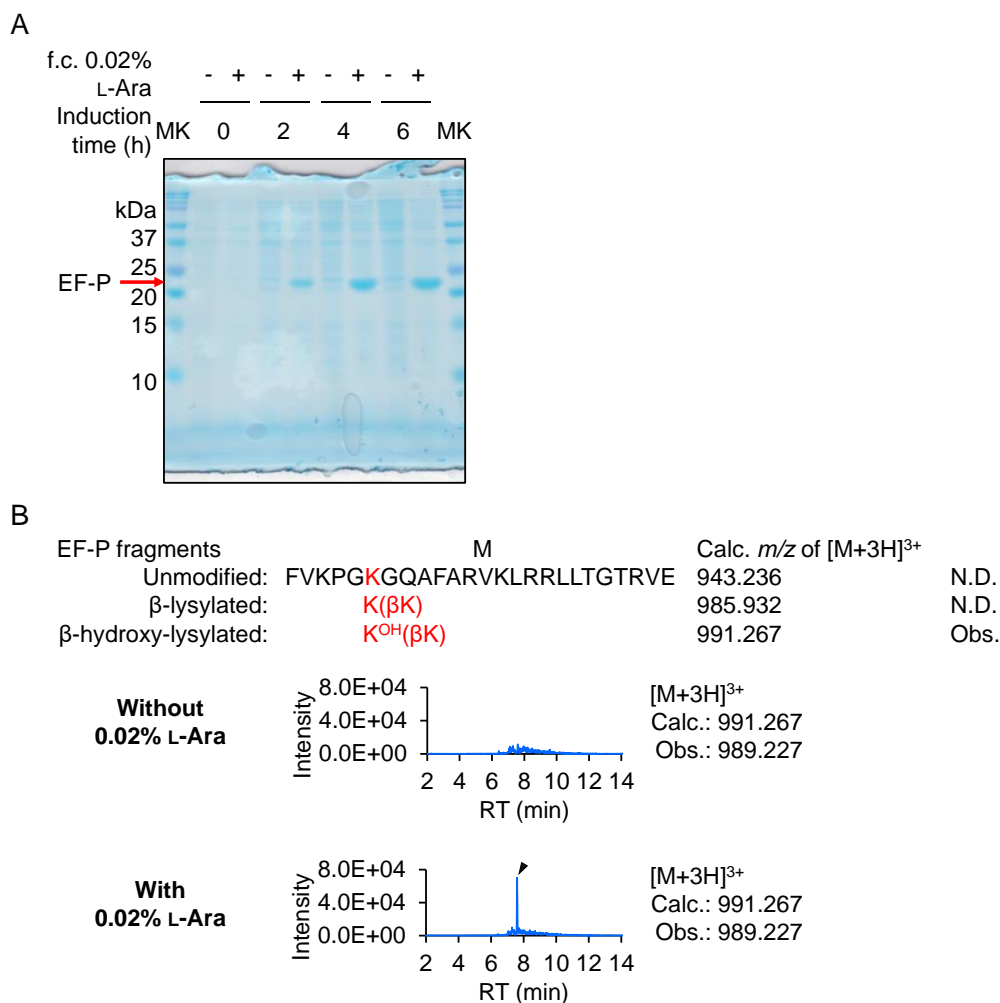 A
f.c. 0.02% - + - + - + - +
L-Ara
Induction
time (h) MK 0 2 4 6 MK
kDa
37
25
EF-P
20
15
10
B
EF-P fragments M Calc. m/z of [M+3H]³⁺
Unmodified: FVKPGKGQAFARVKLRRLLTGTRVE 943.236 N.D.
β-lysylated: K(βK) 985.932 N.D.
β-hydroxy-lysylated: Kᴼᴴ(βK) 991.267 Obs.
Without
0.02% L-Ara
Intensity
8.0E+04
4.0E+04
0.0E+00
2 4 6 8 10 12 14
RT (min)
[M+3H]³⁺
Calc.: 991.267
Obs.: 989.227
With
0.02% L-Ara
Intensity
8.0E+04
4.0E+04
0.0E+00
2 4 6 8 10 12 14
RT (min)
[M+3H]³⁺
Calc.: 991.267
Obs.: 989.227